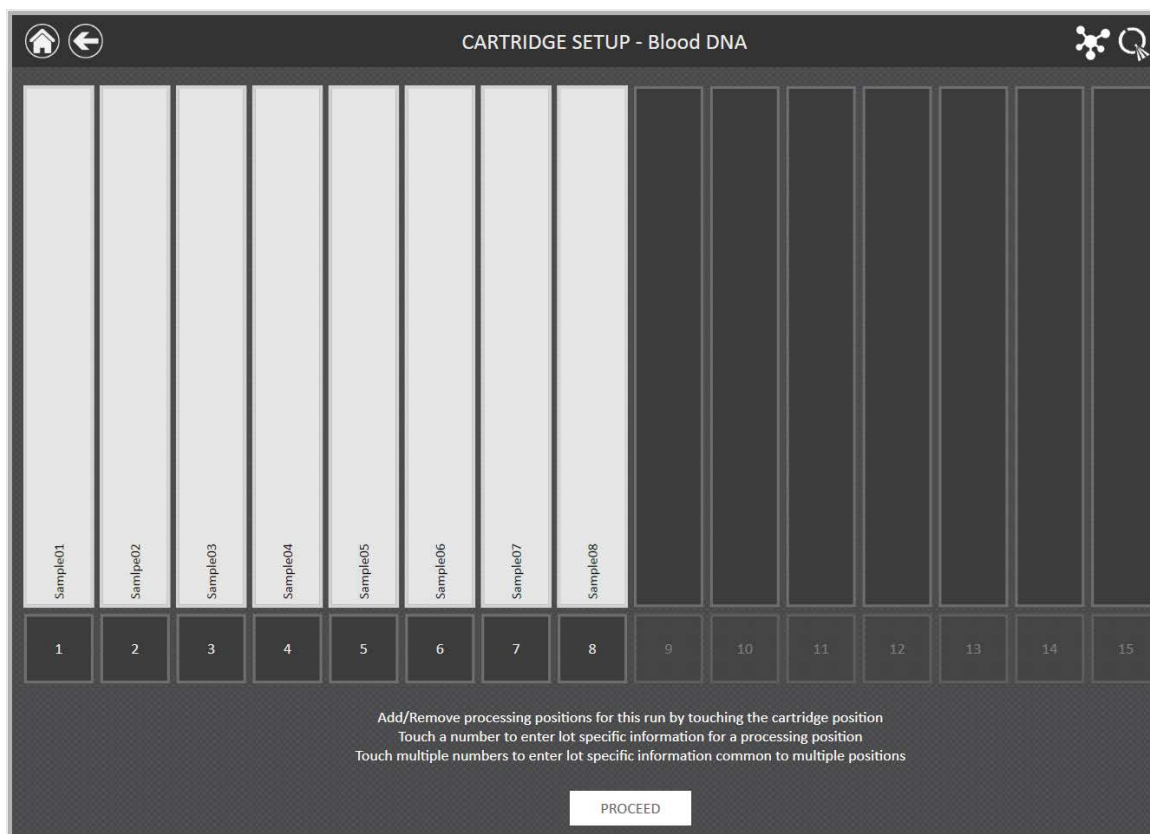 CARTRIDGE SETUP - Blood DNA
Sample01
Samlpe02
Sample03
Sample04
Sample05
Sample06
Sample07
Sample08
1
2
3
4
5
6
7
8
9
10
11
12
13
14
15
Add/Remove processing positions for this run by touching the cartridge position
Touch a number to enter lot specific information for a processing position
Touch multiple numbers to enter lot specific information common to multiple positions
PROCEED